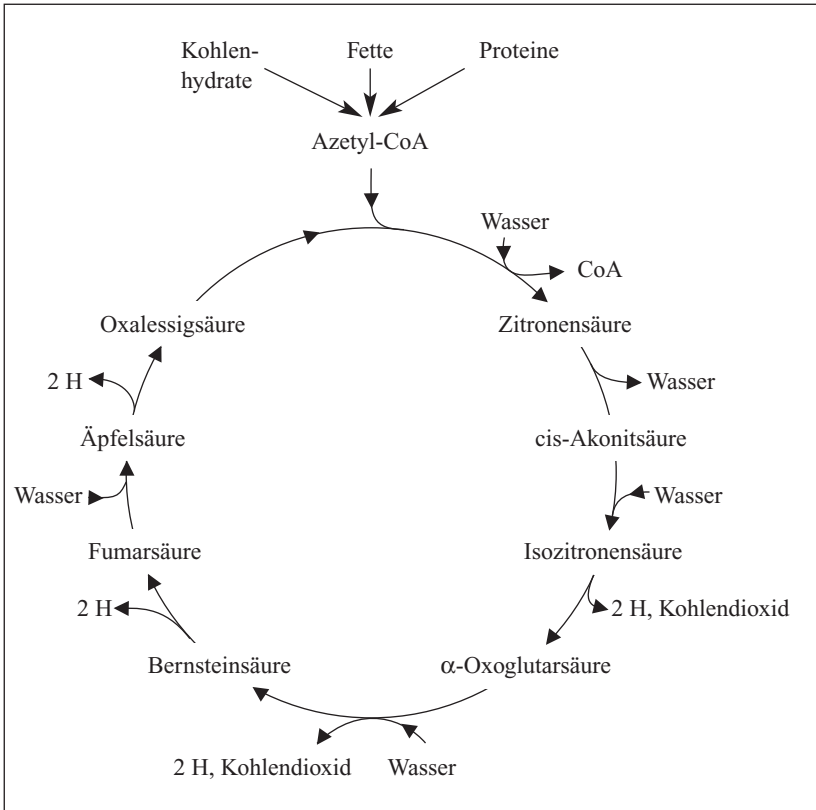 Kohlen-
hydrate
Fette
Proteine
Azetyl-CoA
Wasser
CoA
Oxalessigsäure
Zitronensäure
2 H
Wasser
Äpfelsäure
cis-Akonitsäure
Wasser
Wasser
Fumarsäure
Isozitronensäure
2 H
2 H, Kohlendioxid
Bernsteinsäure
α-Oxoglutarsäure
2 H, Kohlendioxid
Wasser